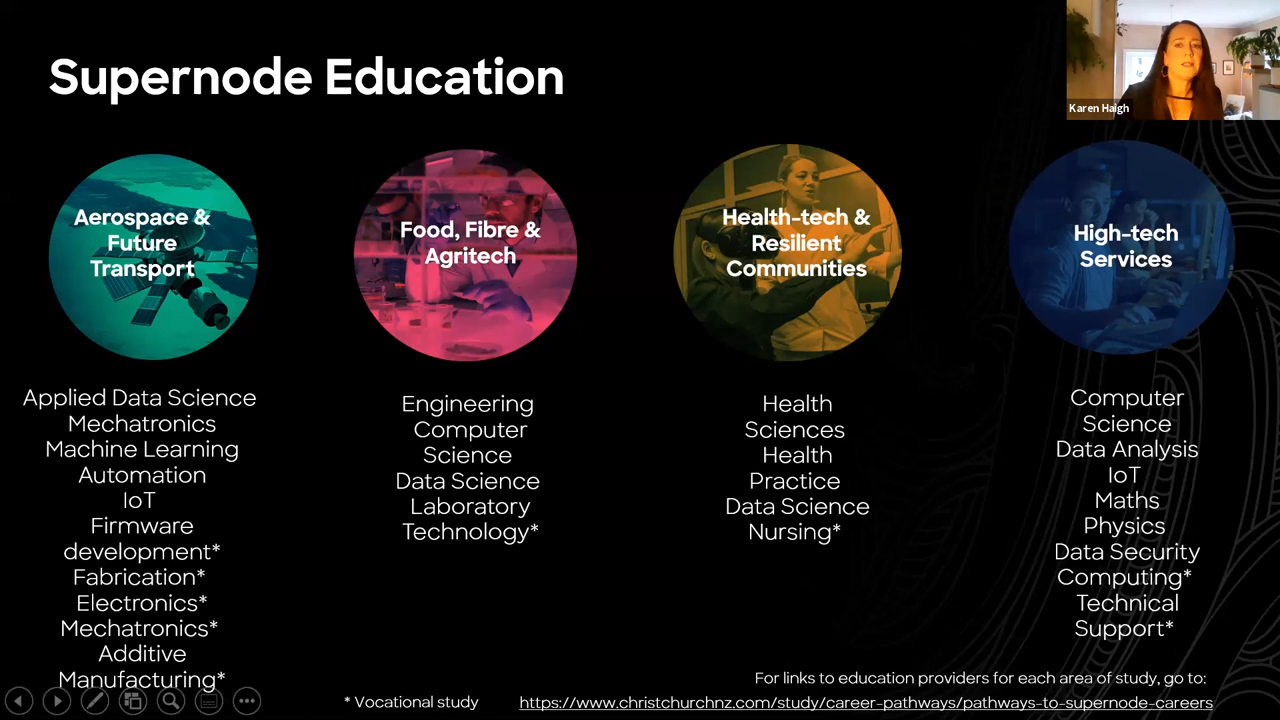 Supernode Education
Karen Haigh
Aerospace &
Future
Transport
Food, Fibre &
Agritech
Health-tech &
Resilient
Communities
High-tech
Services
Applied Data Science
Mechatronics
Machine Learning
Automation
IoT
Firmware
development*
Fabrication*
Electronics*
Mechatronics*
Additive
Manufacturing*
Engineering
Computer
Science
Data Science
Laboratory
Technology*
Health
Sciences
Health
Practice
Data Science
Nursing*
Computer
Science
Data Analysis
IoT
Maths
Physics
Data Security
Computing*
Technical
Support*
For links to education providers for each area of study, go to:
* Vocational study
https://www.christchurchnz.com/study/career-pathways/pathways-to-supernode-careers